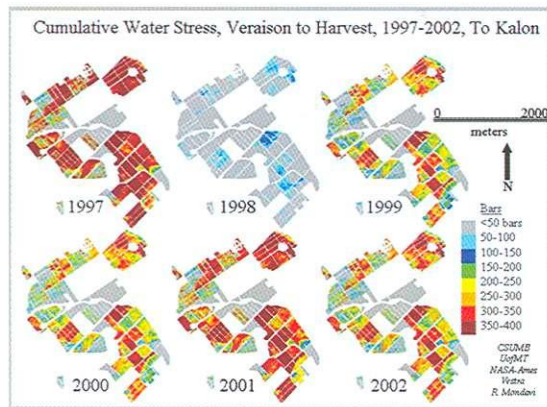 Cumulative Water Stress, Veraison to Harvest, 1997-2002, To Kalon
0 2000
meters
N
1997 1998 1999
Bars
<50 bars
50-100
100-150
150-200
200-250
250-300
300-350
350-400
2000 2001 2002
CSUMB
UofMT
NASA-Ames
Vestra
R. Mondavi